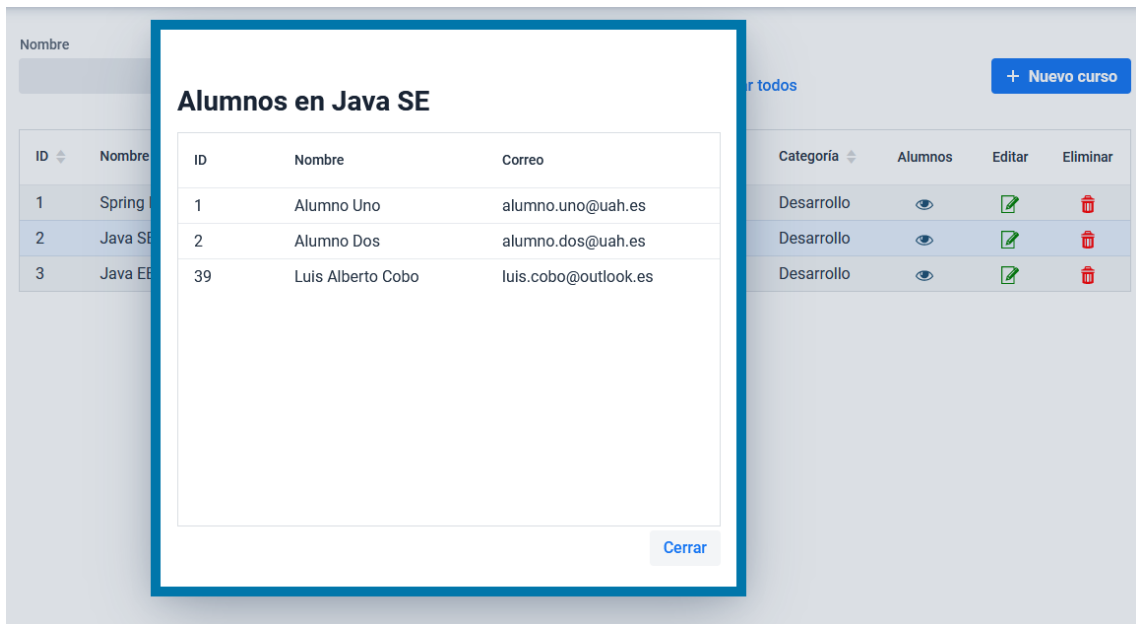 Nombre
todos
+ Nuevo curso
Alumnos en Java SE
ID Nombre Categoría Alumnos Editar Eliminar
ID Nombre Correo
1 Spring Desarrollo
1 Alumno Uno alumno.uno@uah.es
2 Java SE Desarrollo
2 Alumno Dos alumno.dos@uah.es
3 Java EE Desarrollo
39 Luis Alberto Cobo luis.cobo@outlook.es
Cerrar